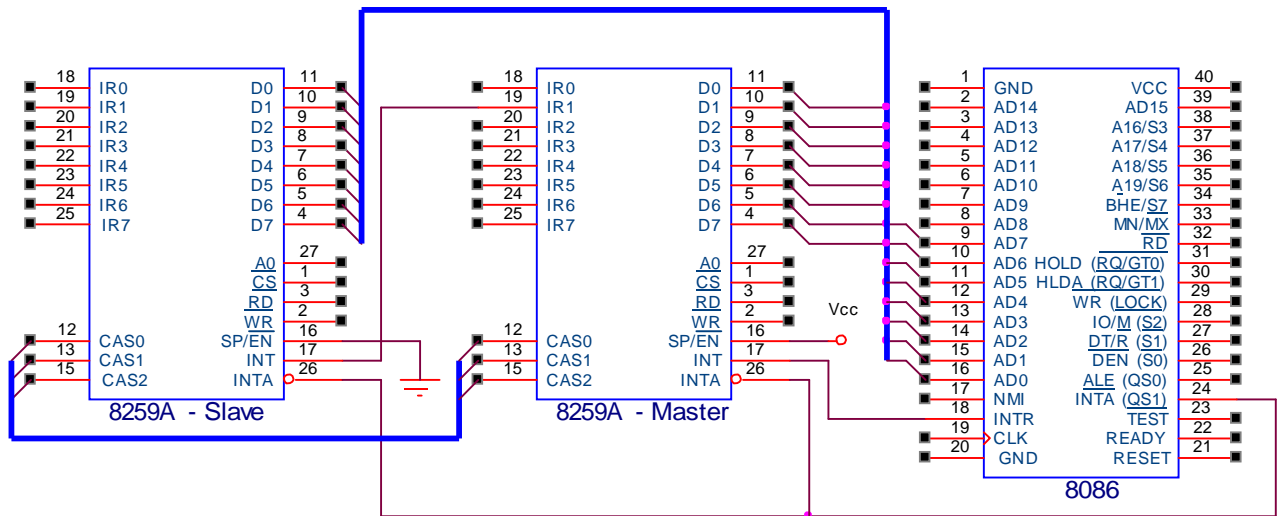 18 IR0 D0 11
19 IR1 D1 10
20 IR2 D2 9
21 IR3 D3 8
22 IR4 D4 7
23 IR5 D5 6
24 IR6 D6 5
25 IR7 D7 4
A0 27
CS 1
RD 3
WR 2
12 CAS0 SP/EN 16
13 CAS1 INT 17
15 CAS2 INTA 26
8259A - Slave
18 IR0 D0 11
19 IR1 D1 10
20 IR2 D2 9
21 IR3 D3 8
22 IR4 D4 7
23 IR5 D5 6
24 IR6 D6 5
25 IR7 D7 4
A0 27
CS 1
RD 3
WR 2
12 CAS0 SP/EN 16
13 CAS1 INT 17
15 CAS2 INTA 26
8259A - Master
Vcc
1 GND VCC 40
2 AD14 AD15 39
3 AD13 A16/S3 38
4 AD12 A17/S4 37
5 AD11 A18/S5 36
6 AD10 A19/S6 35
7 AD9 BHE/S7 34
8 AD8 MN/MX 33
9 AD7 RD 32
10 AD6 HOLD (RQ/GT0) 31
11 AD5 HLDA (RQ/GT1) 30
12 AD4 WR (LOCK) 29
13 AD3 IO/M (S2) 28
14 AD2 DT/R (S1) 27
15 AD1 DEN (S0) 26
16 AD0 ALE (QS0) 25
17 NMI INTA (QS1) 24
18 INTR TEST 23
19 CLK READY 22
20 GND RESET 21
8086